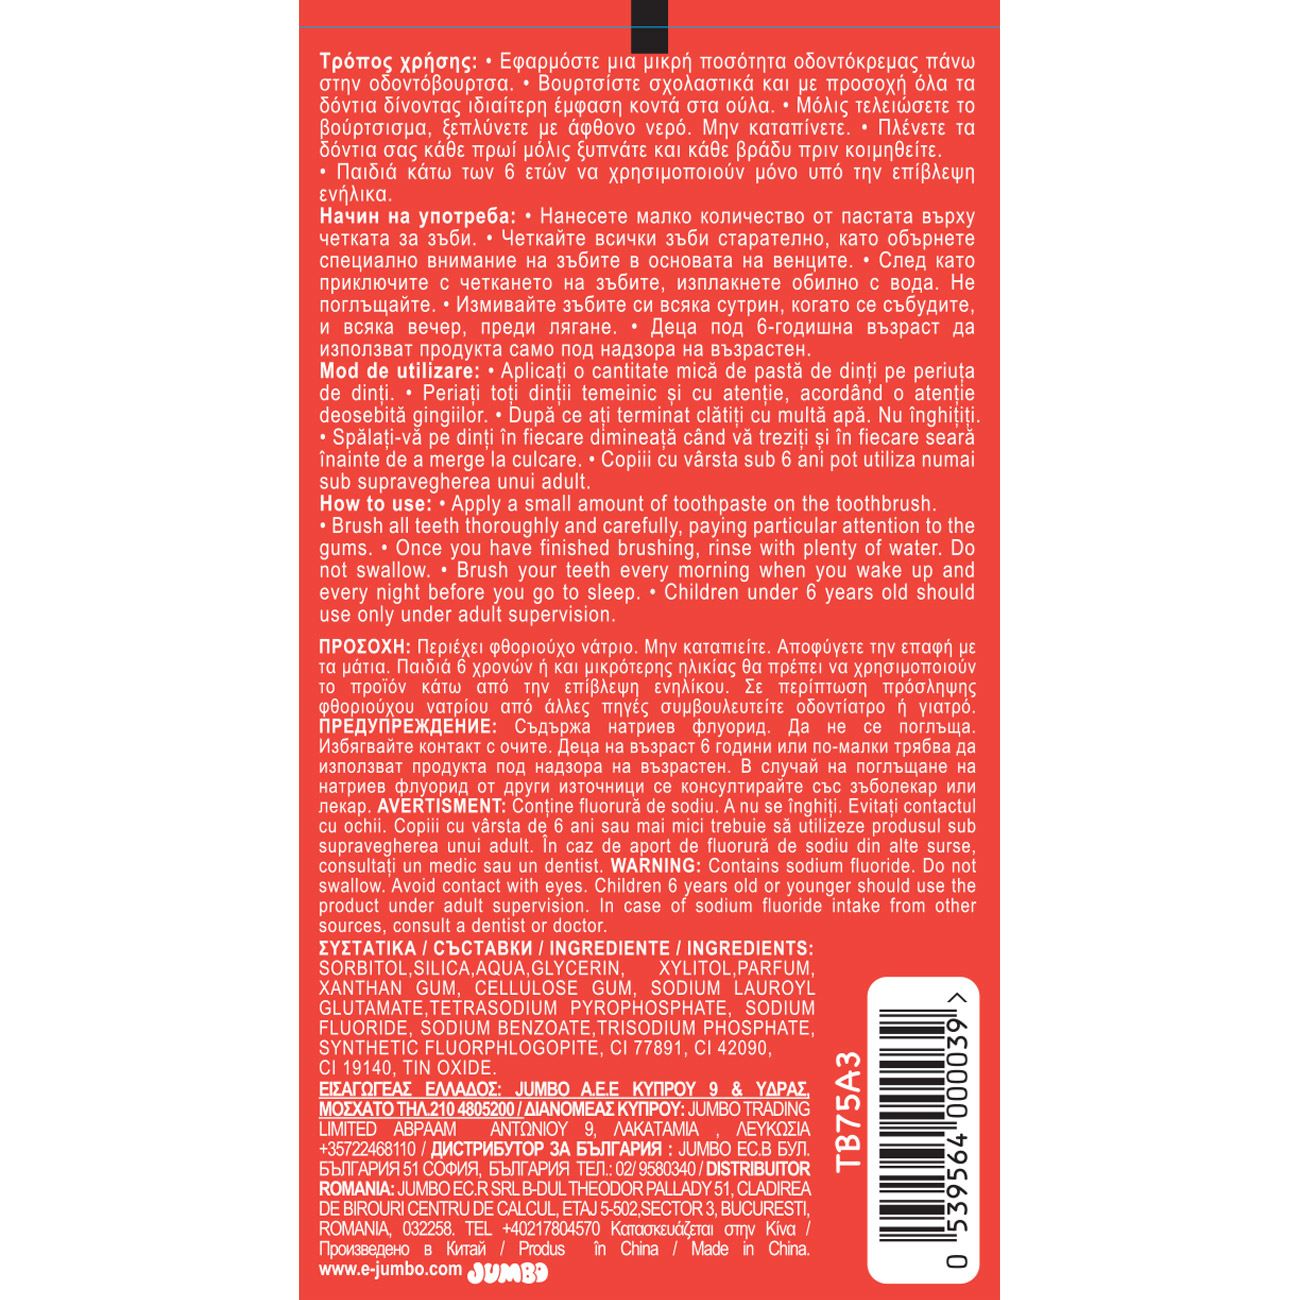 Τρόπος χρήσης: • Εφαρμόστε μια μικρή ποσότητα οδοντόκρεμας πάνω
στην οδοντόβουρτσα. • Βουρτσίστε σχολαστικά και με προσοχή όλα τα
δόντια δίνοντας ιδιαίτερη έμφαση κοντά στα ούλα. • Μόλις τελειώσετε το
βούρτσισμα, ξεπλύνετε με άφθονο νερό. Μην καταπίνετε. • Πλένετε τα
δόντια σας κάθε πρωί μόλις ξυπνάτε και κάθε βράδυ πριν κοιμηθείτε.
• Παιδιά κάτω των 6 ετών να χρησιμοποιούν μόνο υπό την επίβλεψη
ενήλικα.
Начин на употреба: • Нанесете малко количество от пастата върху
четката за зъби. • Четкайте всички зъби старателно, като обърнете
специално внимание на зъбите в основата на венците. • След като
приключите с четкането на зъбите, изплакнете обилно с вода. Не
поглъщайте. • Измивайте зъбите си всяка сутрин, когато се събудите,
и всяка вечер, преди лягане. • Деца под 6-годишна възраст да
използват продукта само под надзора на възрастен.
Mod de utilizare: • Aplicați o cantitate mică de pastă de dinți pe periuța
de dinți. • Periați toți dinții temeinic și cu atenție, acordând o atenție
deosebită gingiilor. • După ce ați terminat clătiți cu multă apă. Nu înghițiți.
• Spălați-vă pe dinți în fiecare dimineață când vă treziți și în fiecare seară
înainte de a merge la culcare. • Copiii cu vârsta sub 6 ani pot utiliza numai
sub supravegherea unui adult.
How to use: • Apply a small amount of toothpaste on the toothbrush.
• Brush all teeth thoroughly and carefully, paying particular attention to the
gums. • Once you have finished brushing, rinse with plenty of water. Do
not swallow. • Brush your teeth every morning when you wake up and
every night before you go to sleep. • Children under 6 years old should
use only under adult supervision.
ΠΡΟΣΟΧΗ: Περιέχει φθοριούχο νάτριο. Μην καταπιείτε. Αποφύγετε την επαφή με
τα μάτια. Παιδιά 6 χρονών ή και μικρότερης ηλικίας θα πρέπει να χρησιμοποιούν
το προϊόν κάτω από την επίβλεψη ενηλίκου. Σε περίπτωση πρόσληψης
φθοριούχου νατρίου από άλλες πηγές συμβουλευτείτε οδοντίατρο ή γιατρό.
ПРЕДУПРЕЖДЕНИЕ: Съдържа натриев флуорид. Да не се поглъща.
Избягвайте контакт с очите. Деца на възраст 6 години или по-малки трябва да
използват продукта под надзора на възрастен. В случай на поглъщане на
натриев флуорид от други източници се консултирайте със зъболекар или
лекар. AVERTISMENT: Conține fluorură de sodiu. A nu se înghiți. Evitați contactul
cu ochii. Copiii cu vârsta de 6 ani sau mai mici trebuie să utilizeze produsul sub
supravegherea unui adult. În caz de aport de fluorură de sodiu din alte surse,
consultați un medic sau un dentist. WARNING: Contains sodium fluoride. Do not
swallow. Avoid contact with eyes. Children 6 years old or younger should use the
product under adult supervision. In case of sodium fluoride intake from other
sources, consult a dentist or doctor.
ΣΥΣΤΑΤΙΚΑ / СЪСТАВКИ / INGREDIENTE / INGREDIENTS:
SORBITOL,SILICA,AQUA,GLYCERIN, XYLITOL,PARFUM,
XANTHAN GUM, CELLULOSE GUM, SODIUM LAUROYL
GLUTAMATE,TETRASODIUM PYROPHOSPHATE, SODIUM
FLUORIDE, SODIUM BENZOATE,TRISODIUM PHOSPHATE,
SYNTHETIC FLUORPHLOGOPITE, CI 77891, CI 42090,
CI 19140, TIN OXIDE.
ΕΙΣΑΓΩΓΕΑΣ ΕΛΛΑΔΟΣ: JUMBO A.E.E ΚΥΠΡΟΥ 9 & ΥΔΡΑΣ,
ΜΟΣΧΑΤΟ ΤΗΛ.210 4805200 / ΔΙΑΝΟΜΕΑΣ ΚΥΠΡΟΥ: JUMBO TRADING
LIMITED ΑΒΡΑΑΜ ΑΝΤΩΝΙΟΥ 9, ΛΑΚΑΤΑΜΙΑ , ΛΕΥΚΩΣΙΑ
+35722468110 / ДИСТРИБУТОР ЗА БЪЛГАРИЯ : JUMBO EC.B БУЛ.
БЪЛГАРИЯ 51 СОФИЯ, БЪЛГАРИЯ ТЕЛ.: 02/ 9580340 / DISTRIBUITOR
ROMANIA: JUMBO EC.R SRL B-DUL THEODOR PALLADY 51, CLADIREA
DE BIROURI CENTRU DE CALCUL, ETAJ 5-502,SECTOR 3, BUCURESTI,
ROMANIA, 032258. TEL +40217804570 Κατασκευάζεται στην Κίνα /
Произведено в Китай / Produs în China / Made in China.
www.e-jumbo.com JUMBO
TB75A3
0 539564 000039 >